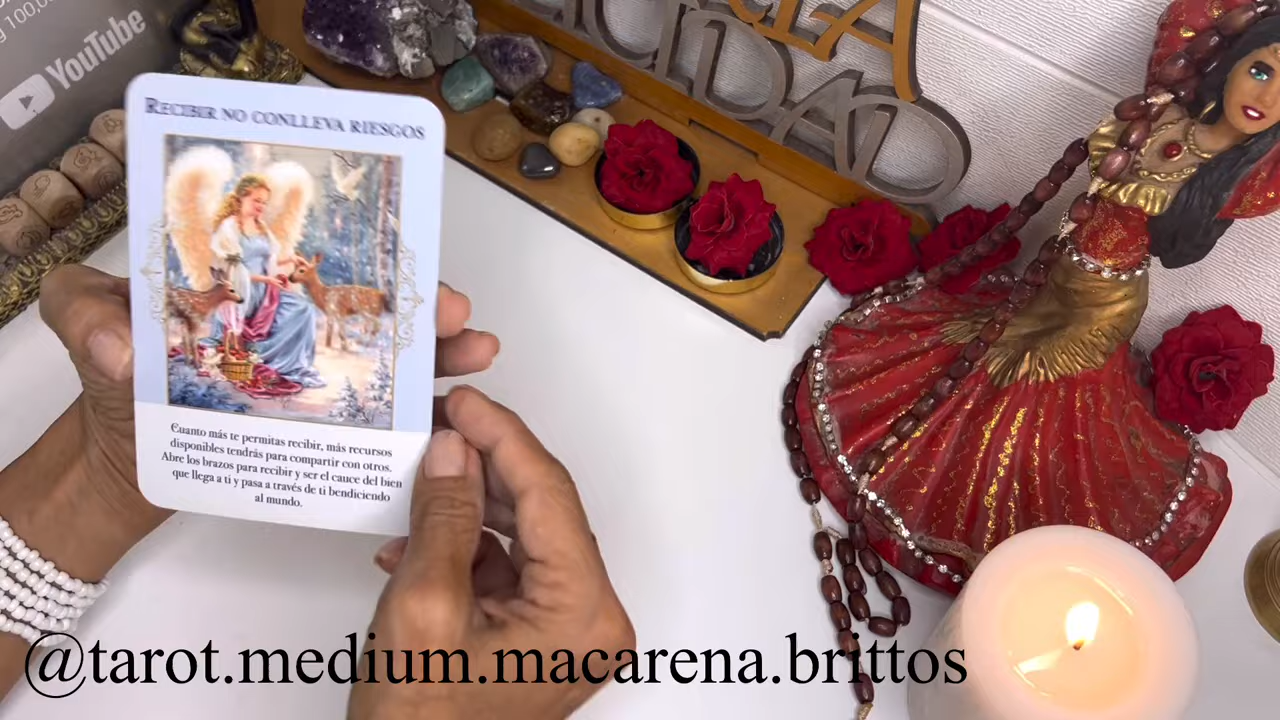 100,0
YouTube
RECIBIR NO CONLLEVA RIESGOS
Cuanto más te permitas recibir, más recursos
disponibles tendrás para compartir con otros.
Abre los brazos para recibir y ser el cauce del bien
que llega a ti y pasa a través de ti bendiciendo
al mundo.
@tarot.medium.macarena.brittos